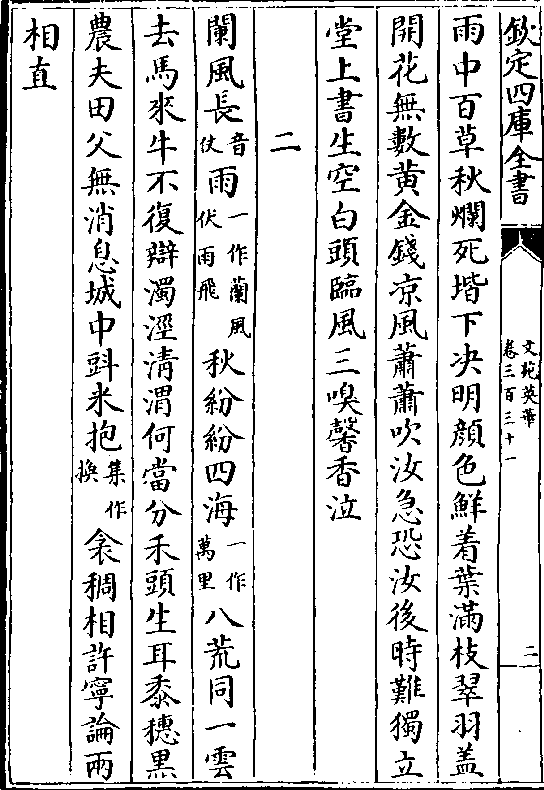 欽定四庫全書
文苑英華
卷三百三十一
二
雨中百草秋爛死堦下決明顔色鮮着葉滿枝翠羽盖
開花無數黄金錢凉風蕭蕭吹汝急恐汝後時難獨立
堂上書生空白頭臨風三嗅馨香泣
二
闌風長音仗雨一作蘭風伏雨飛秋紛紛四海一作萬里八荒同一雲
去馬來牛不復辯濁涇清渭何當分禾頭生耳黍穗黒
農夫田父無消息城中㪷米抱集作換衾稠相許寧論兩
相直